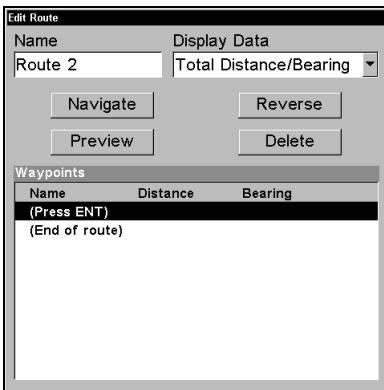 Edit Route
Name Display Data
Route 2 Total Distance/Bearing
Navigate Reverse
Preview Delete
Waypoints
Name Distance Bearing
(Press ENT)
(End of route)